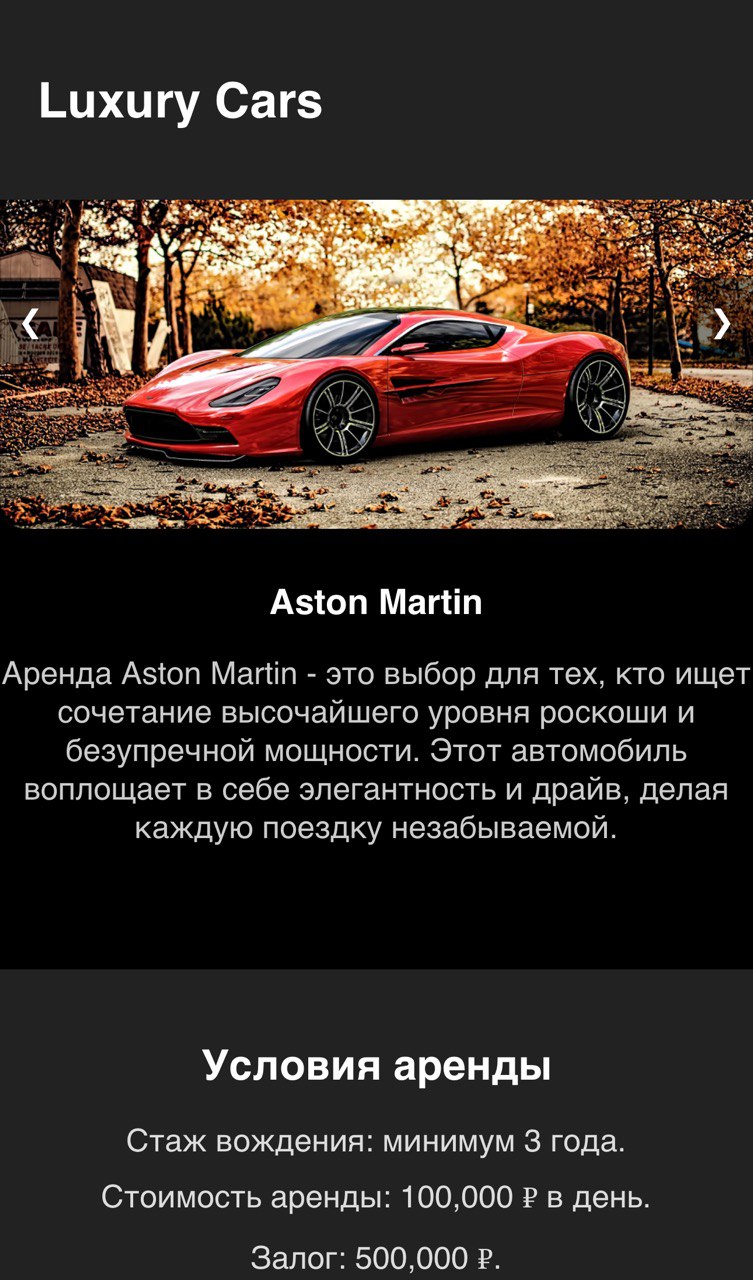 Luxury Cars
❮ ❯
Aston Martin
Аренда Aston Martin - это выбор для тех, кто ищет
сочетание высочайшего уровня роскоши и
безупречной мощности. Этот автомобиль
воплощает в себе элегантность и драйв, делая
каждую поездку незабываемой.
Условия аренды
Стаж вождения: минимум 3 года.
Стоимость аренды: 100,000 ₽ в день.
Залог: 500,000 ₽.